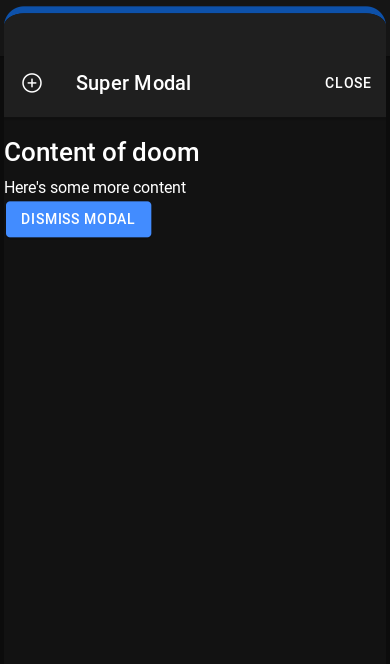 Super Modal
CLOSE
Content of doom
Here's some more content
DISMISS MODAL